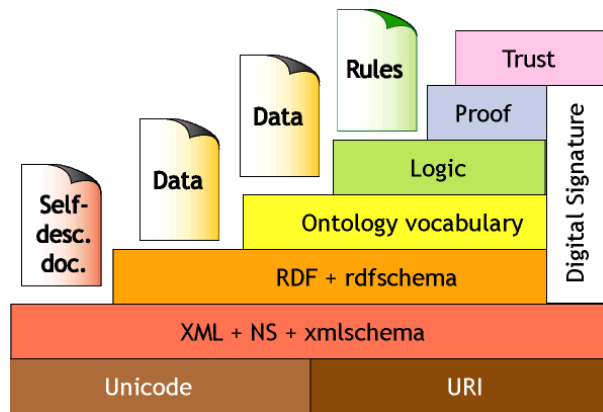 Trust
Rules
Proof
Data
Logic
Data
Self-
desc.
doc.
Ontology vocabulary
Digital Signature
RDF + rdfschema
XML + NS + xmlschema
Unicode
URI